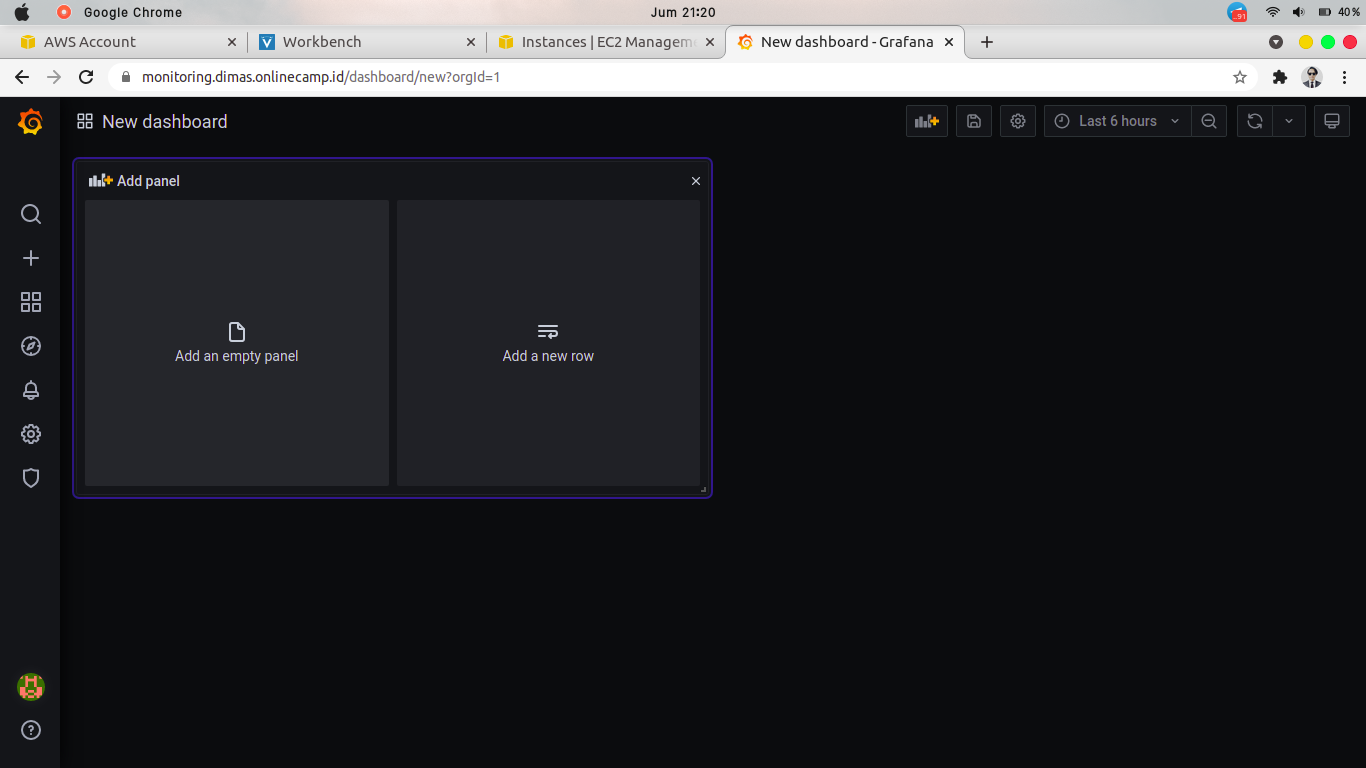 Google Chrome
Jum 21:20
91
40%
AWS Account
Workbench
Instances | EC2 Managem
New dashboard - Grafana
monitoring.dimas.onlinecamp.id/dashboard/new?orgId=1
New dashboard
Last 6 hours
Add panel
Add an empty panel
Add a new row